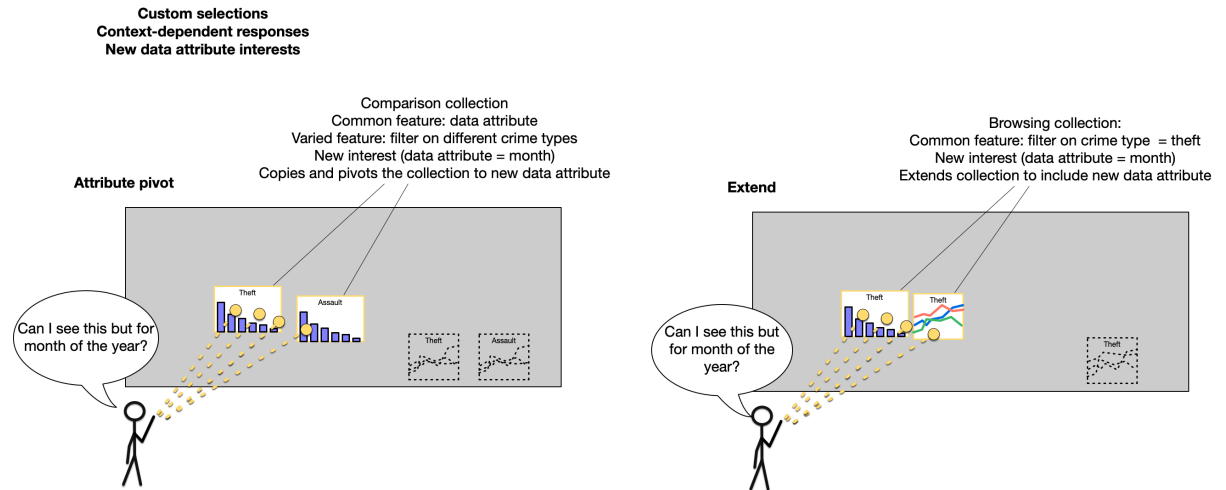 Custom selections
Context-dependent responses
New data attribute interests
Comparison collection
Common feature: data attribute
Varied feature: filter on different crime types
New interest (data attribute = month)
Copies and pivots the collection to new data attribute
Attribute pivot
Theft
Assault
Can I see this but for
month of the year?
Theft
Assault
Browsing collection:
Common feature: filter on crime type = theft
New interest (data attribute = month)
Extends collection to include new data attribute
Extend
Theft
Theft
Can I see this but
for month of the
year?
Theft